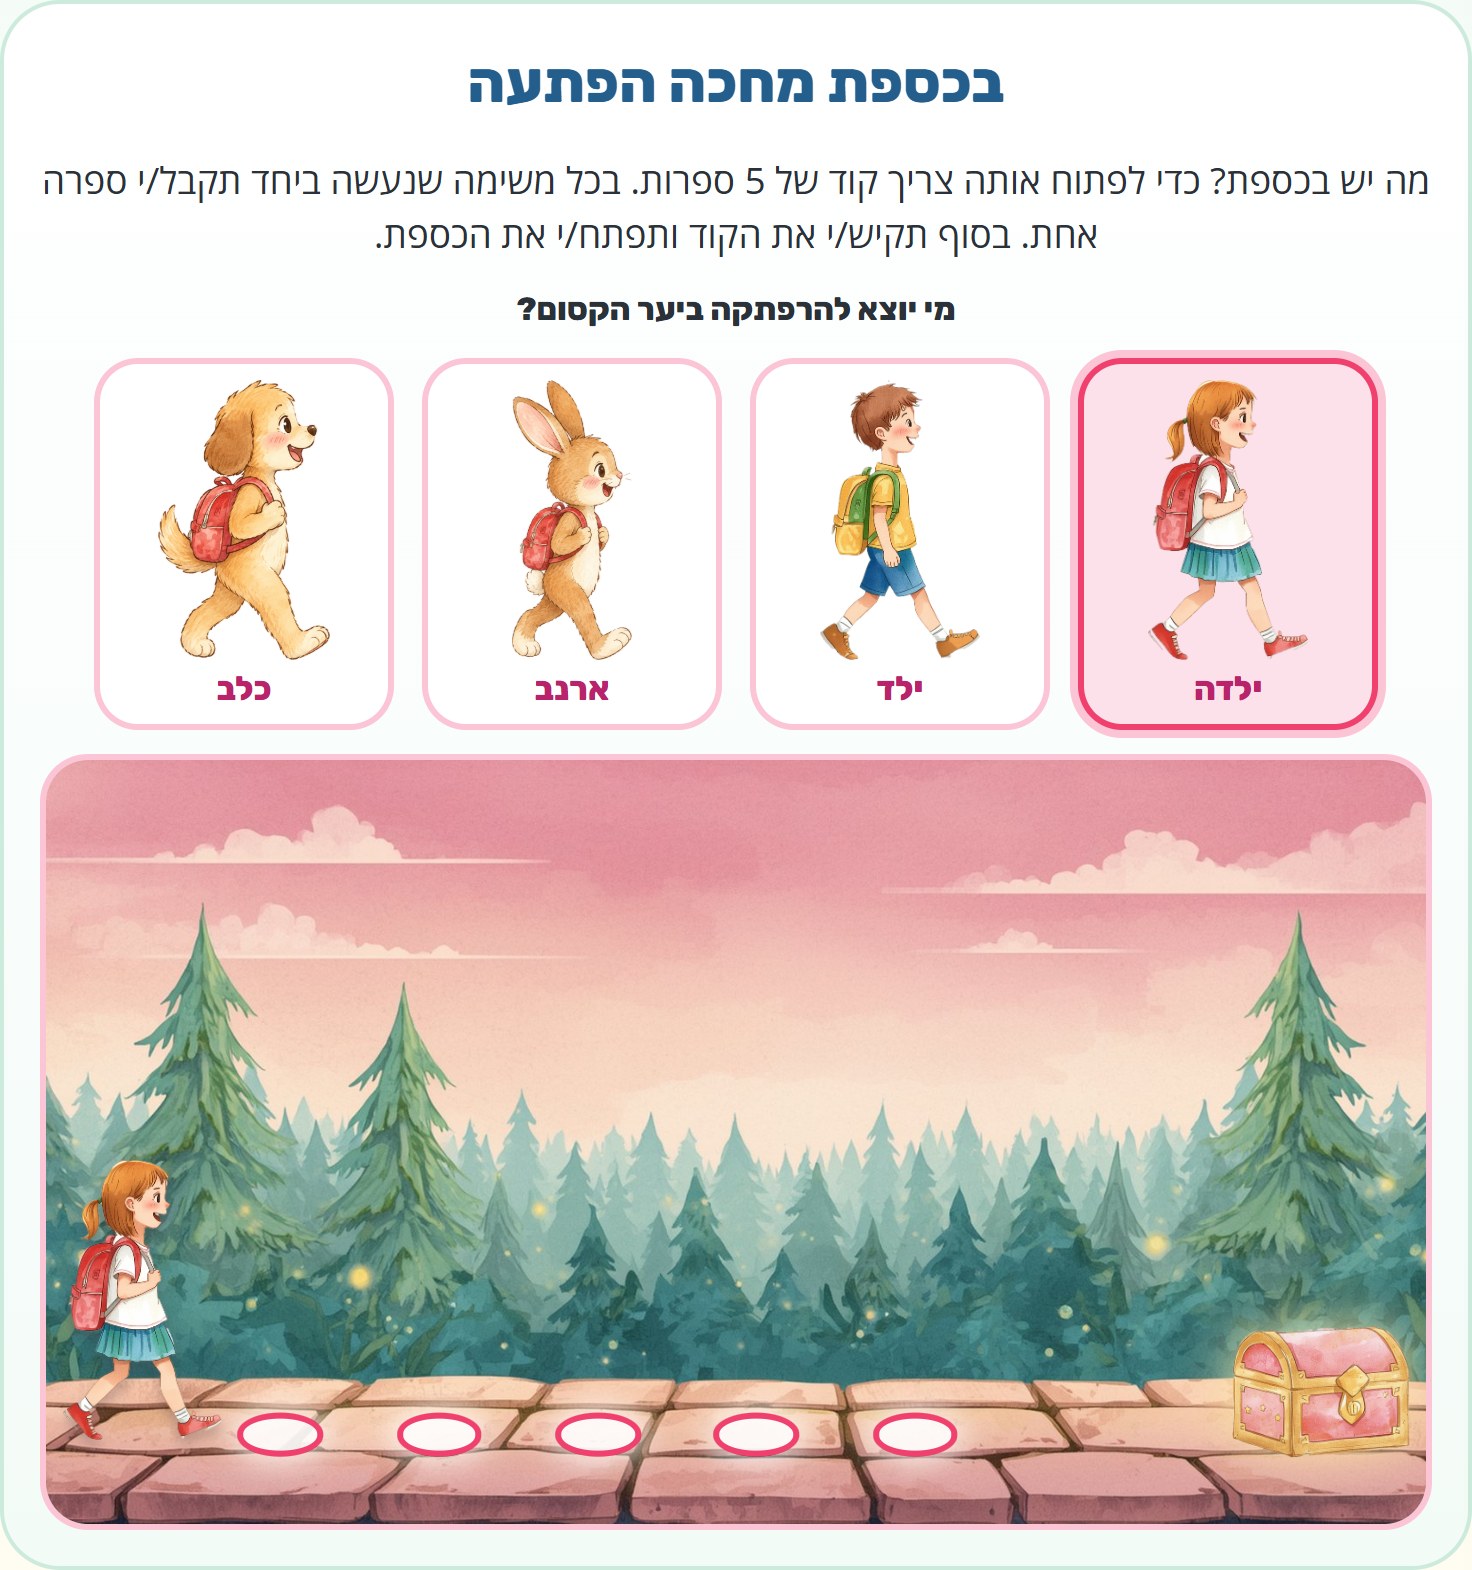 בכספת מחכה הפתעה
מה יש בכספת? כדי לפתוח אותה צריך קוד של 5 ספרות. בכל משימה שנעשה ביחד תקבל/י ספרה
אחת. בסוף תקיש/י את הקוד ותפתח/י את הכספת.
מי יוצא להרפתקה ביער הקסום?
ילדה
ילד
ארנב
כלב